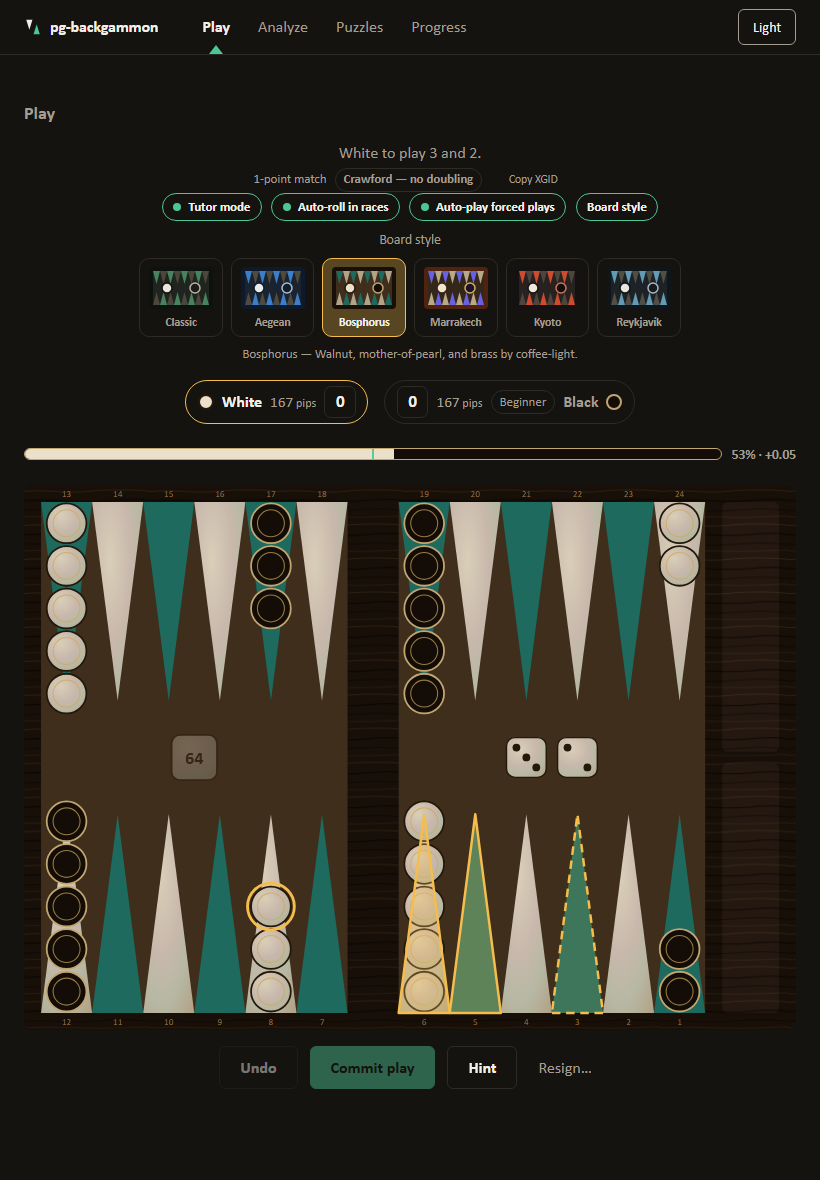 pg-backgammon Play Analyze Puzzles Progress Light
Play
White to play 3 and 2.
1-point match Crawford — no doubling Copy XGID
Tutor mode Auto-roll in races Auto-play forced plays Board style
Board style
Classic Aegean Bosphorus Marrakech Kyoto Reykjavík
Bosphorus — Walnut, mother-of-pearl, and brass by coffee-light.
White 167 pips 0 0 167 pips Beginner Black
53% · +0.05
13 14 15 16 17 18 19 20 21 22 23 24
64
12 11 10 9 8 7 6 5 4 3 2 1
Undo Commit play Hint Resign...